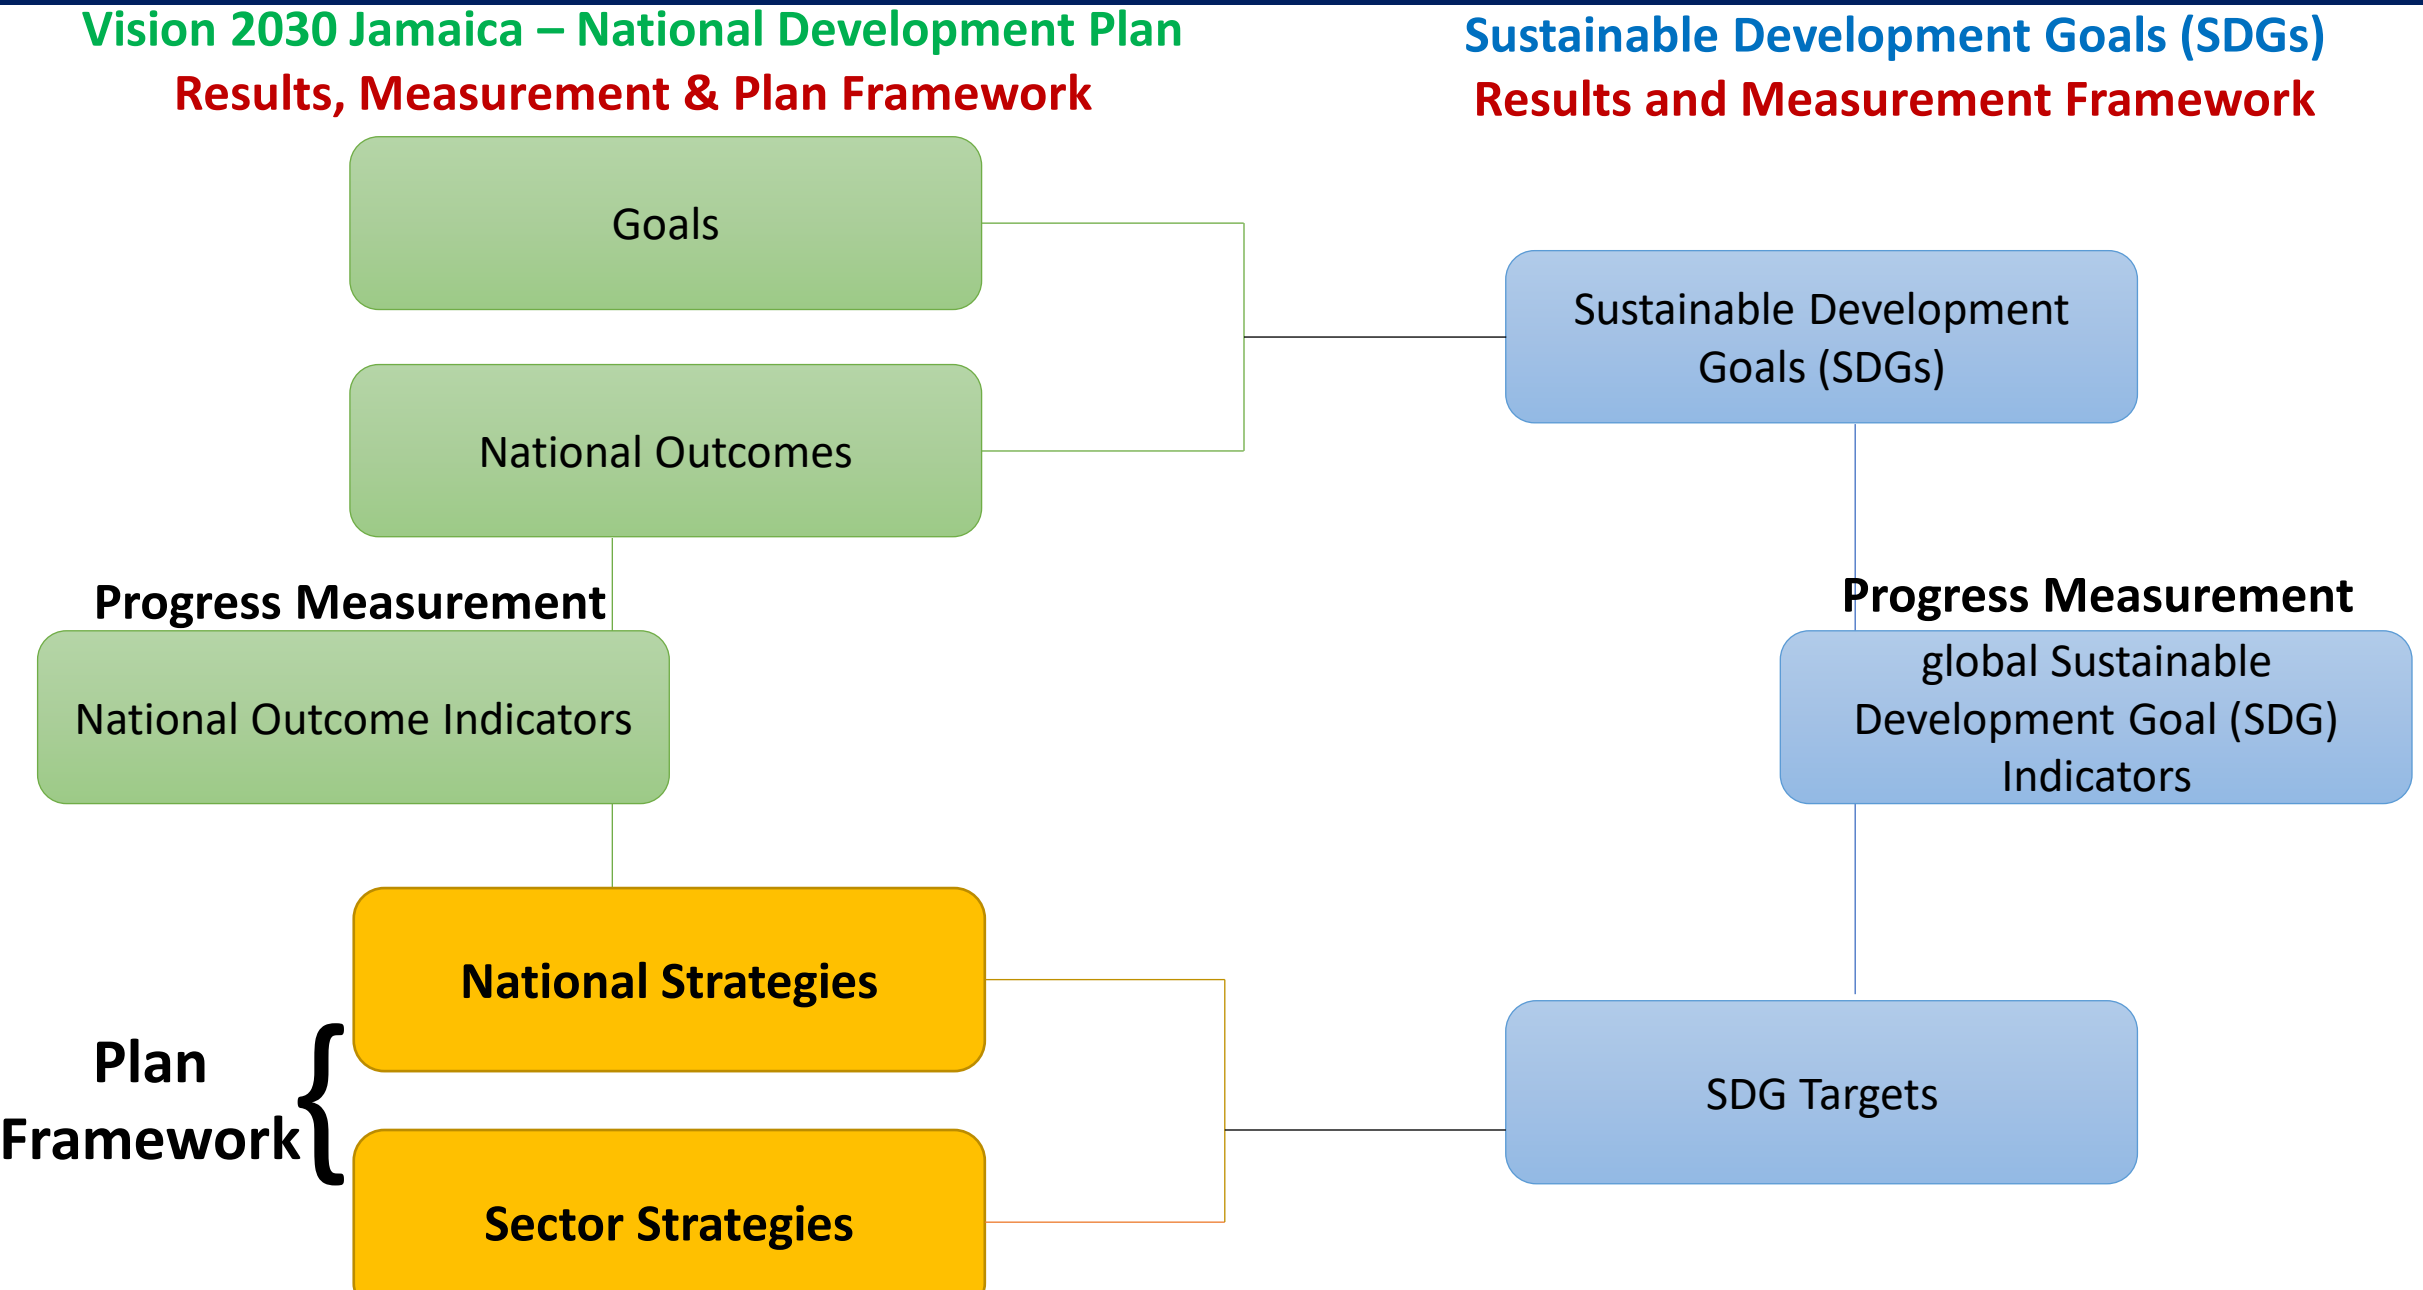 Vision 2030 Jamaica – National Development Plan
Results, Measurement & Plan Framework
Sustainable Development Goals (SDGs)
Results and Measurement Framework
Goals
National Outcomes
Sustainable Development
Goals (SDGs)
Progress Measurement
National Outcome Indicators
Progress Measurement
global Sustainable
Development Goal (SDG)
Indicators
Plan
Framework
{
National Strategies
Sector Strategies
SDG Targets